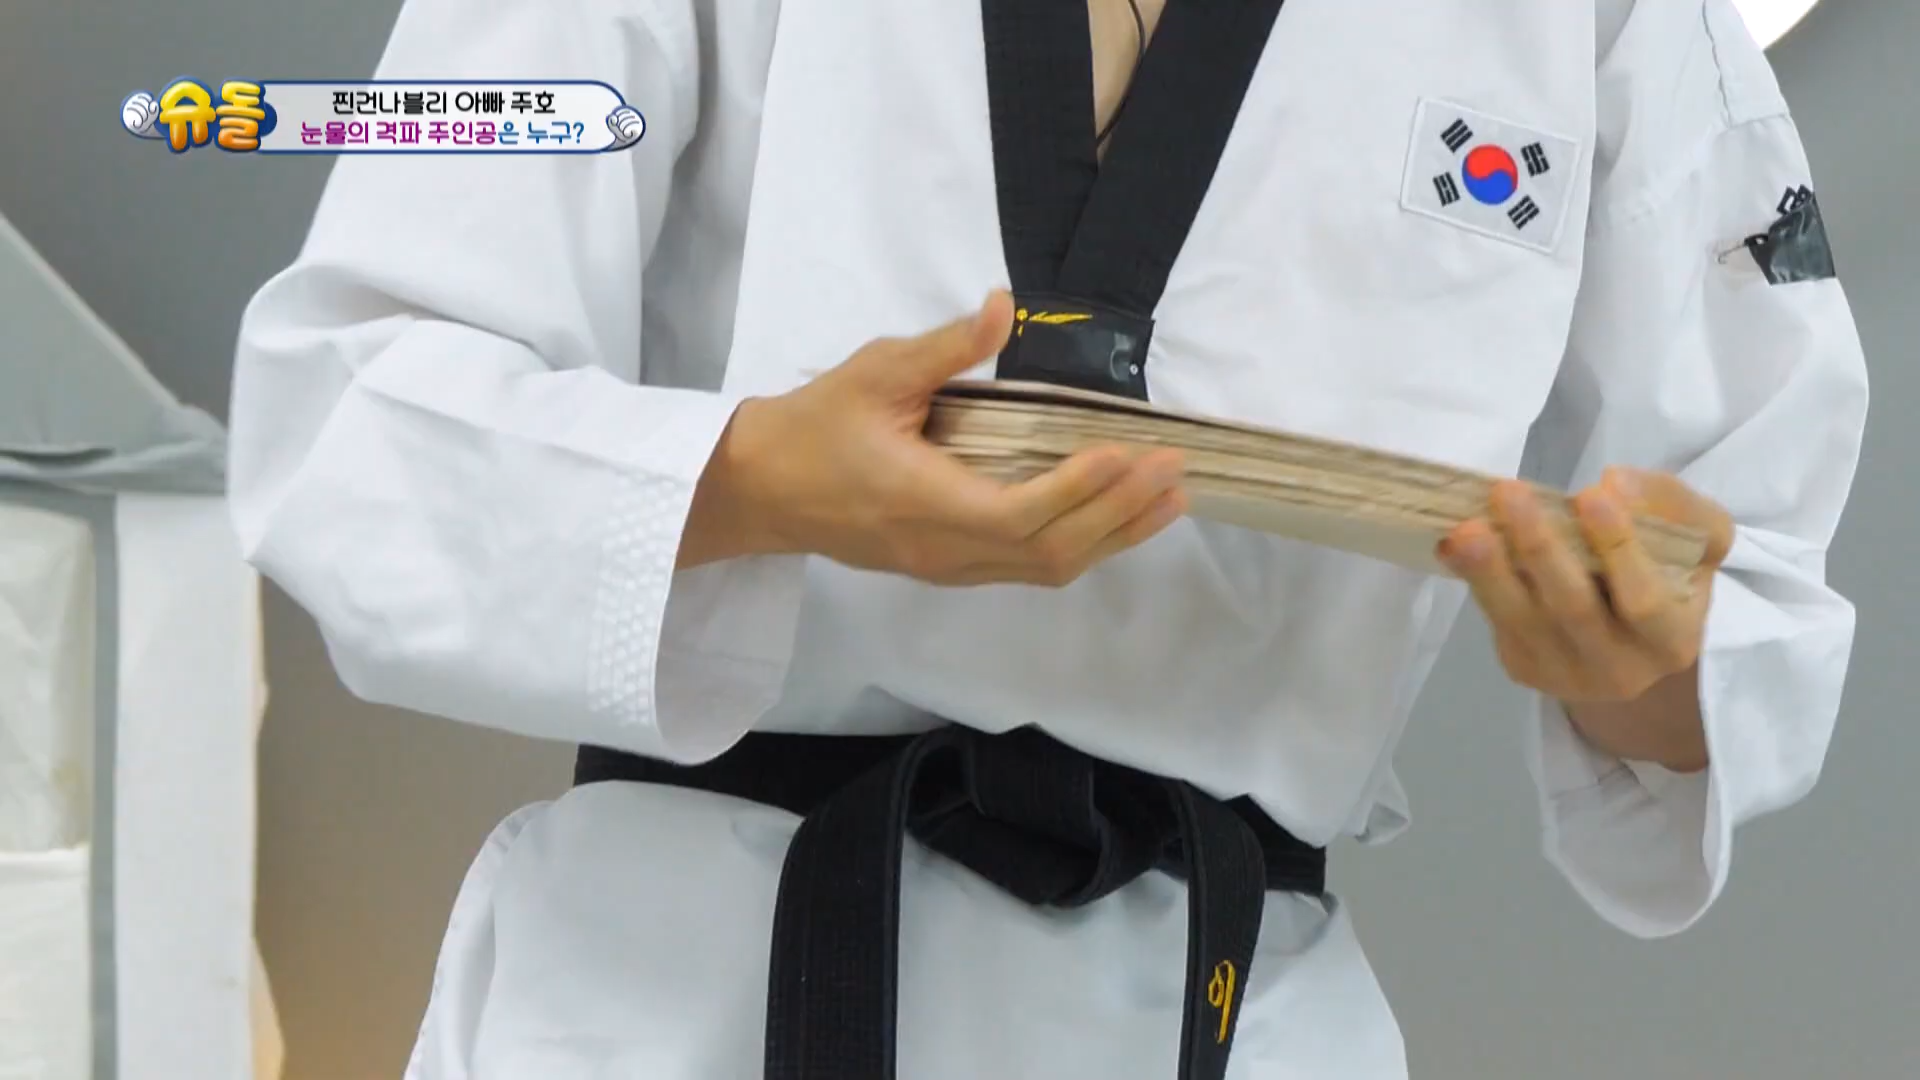 슈돌
찐건나블리 아빠 주호
눈물의 격파 주인공은 누구?